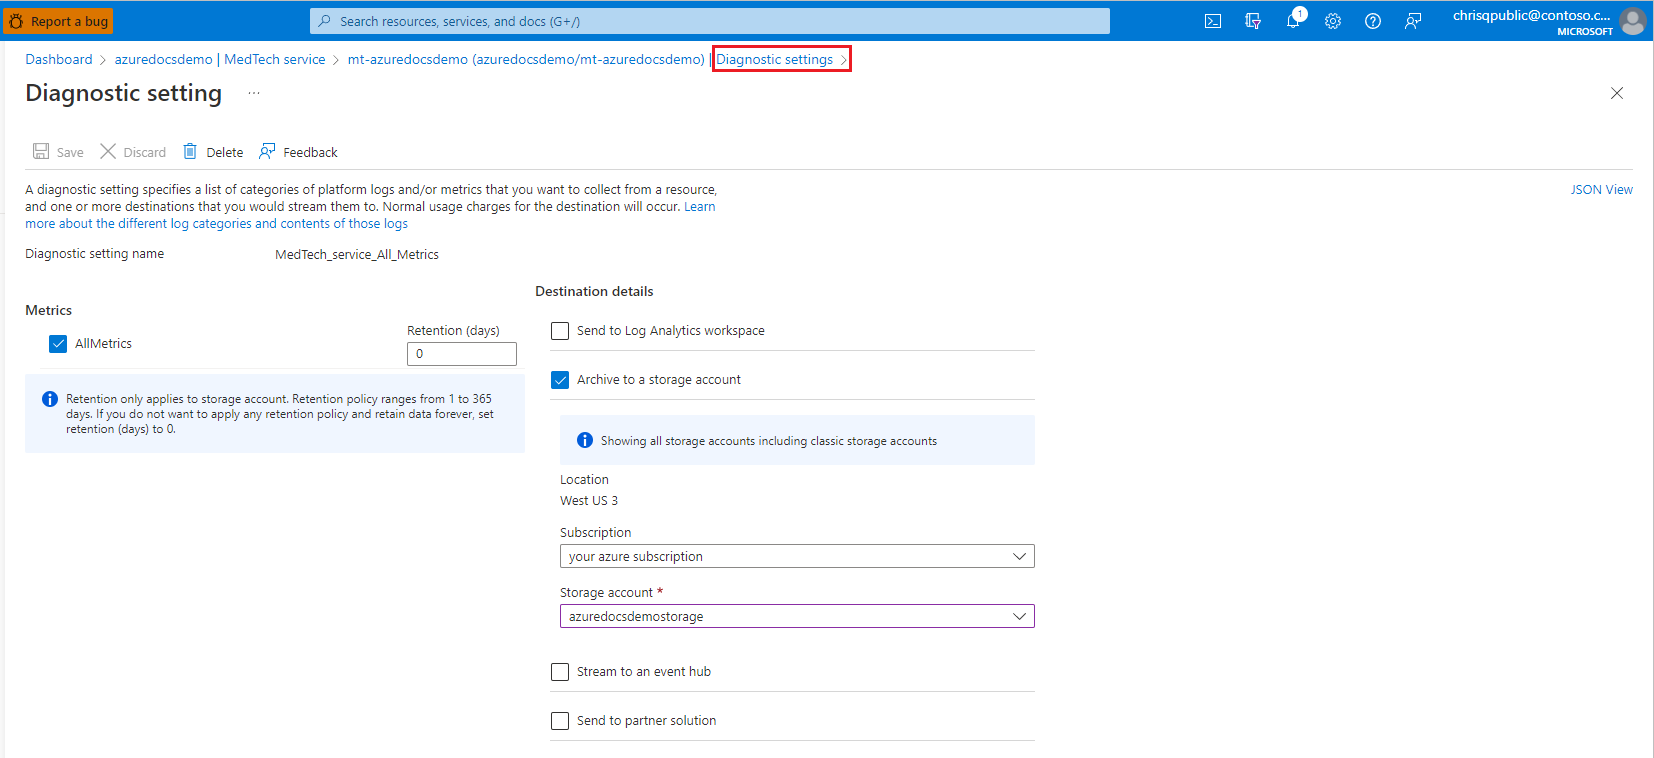 Report a bug
Search resources, services, and docs (G+/)
1
chrisqpublic@contoso.c...
MICROSOFT
Dashboard > azuredocsdemo | MedTech service > mt-azuredocsdemo (azuredocsdemo/mt-azuredocsdemo) | Diagnostic settings >
Diagnostic setting ...
Save Discard Delete Feedback
A diagnostic setting specifies a list of categories of platform logs and/or metrics that you want to collect from a resource,
and one or more destinations that you would stream them to. Normal usage charges for the destination will occur. Learn
more about the different log categories and contents of those logs
JSON View
Diagnostic setting name
MedTech_service_All_Metrics
Metrics
AllMetrics
Retention (days)
0
Retention only applies to storage account. Retention policy ranges from 1 to 365
days. If you do not want to apply any retention policy and retain data forever, set
retention (days) to 0.
Destination details
Send to Log Analytics workspace
Archive to a storage account
Showing all storage accounts including classic storage accounts
Location
West US 3
Subscription
your azure subscription
Storage account *
azuredocsdemostorage
Stream to an event hub
Send to partner solution